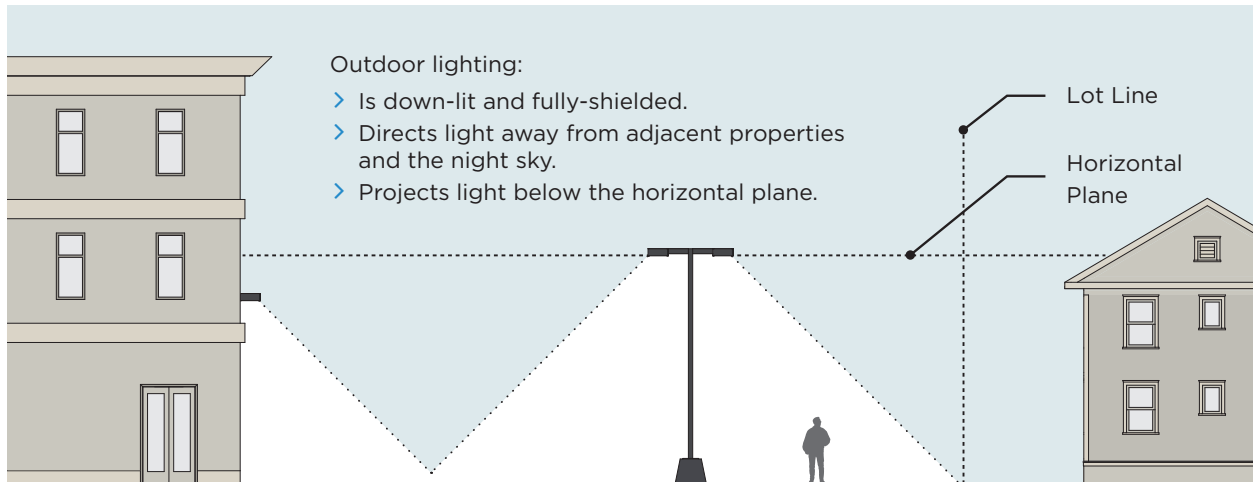 Outdoor lighting:
> Is down-lit and fully-shielded.
> Directs light away from adjacent properties
and the night sky.
> Projects light below the horizontal plane.
Lot Line
Horizontal
Plane